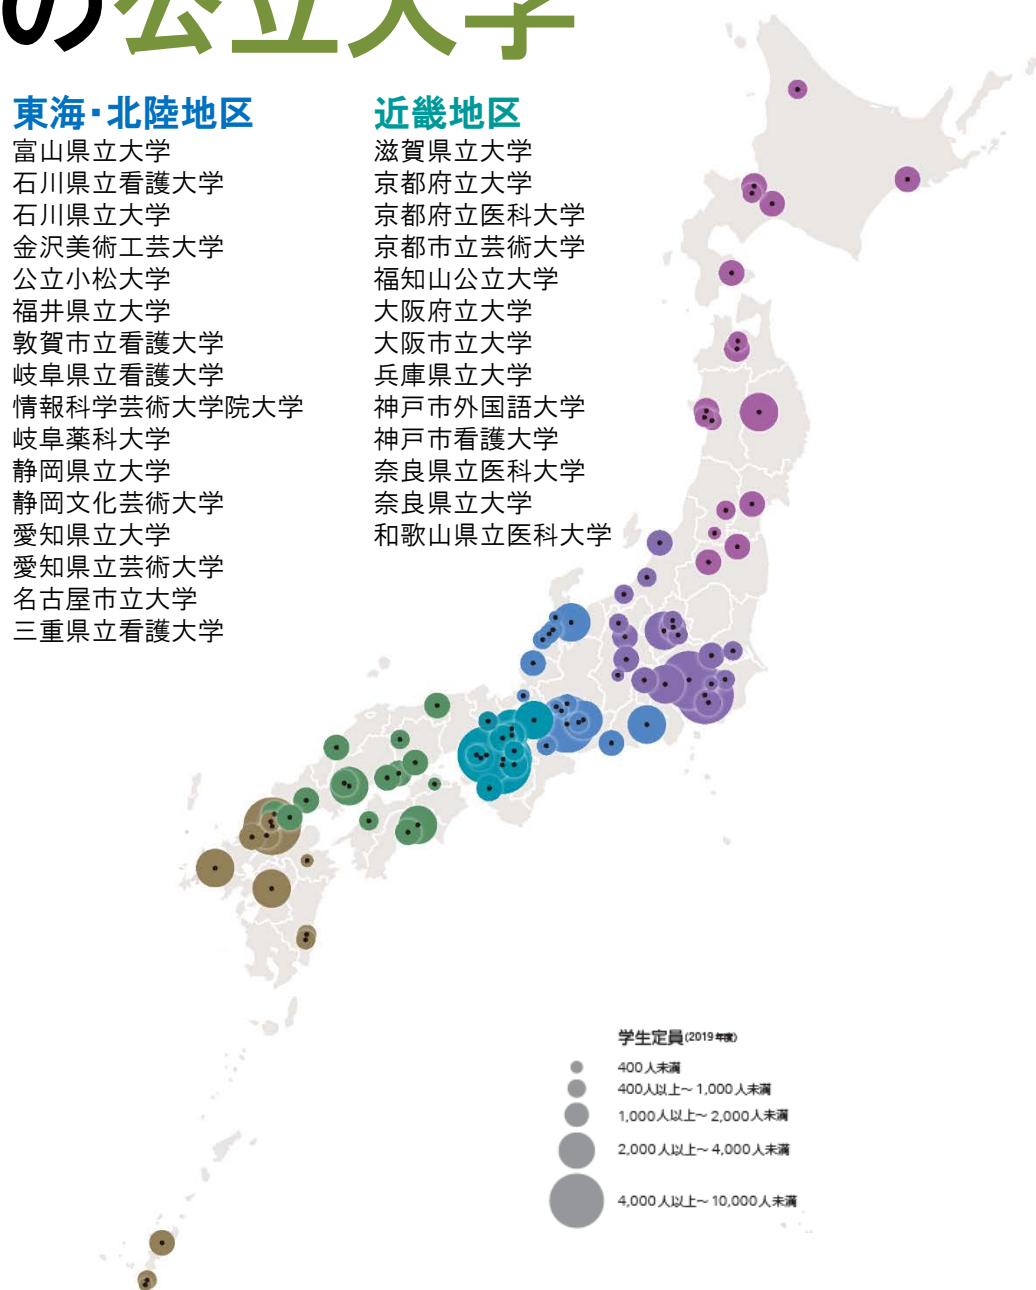 の公立大学
東海・北陸地区
富山県立大学
石川県立看護大学
石川県立大学
金沢美術工芸大学
公立小松大学
福井県立大学
敦賀市立看護大学
岐阜県立看護大学
情報科学芸術大学院大学
岐阜薬科大学
静岡県立大学
静岡文化芸術大学
愛知県立大学
愛知県立芸術大学
名古屋市立大学
三重県立看護大学
近畿地区
滋賀県立大学
京都府立大学
京都府立医科大学
京都市立芸術大学
福知山公立大学
大阪府立大学
大阪市立大学
兵庫県立大学
神戸市外国語大学
神戸市看護大学
奈良県立医科大学
奈良県立大学
和歌山県立医科大学
学生定員(2019年度)
400人未満
400人以上～1,000人未満
1,000人以上～2,000人未満
2,000人以上～4,000人未満
4,000人以上～10,000人未満